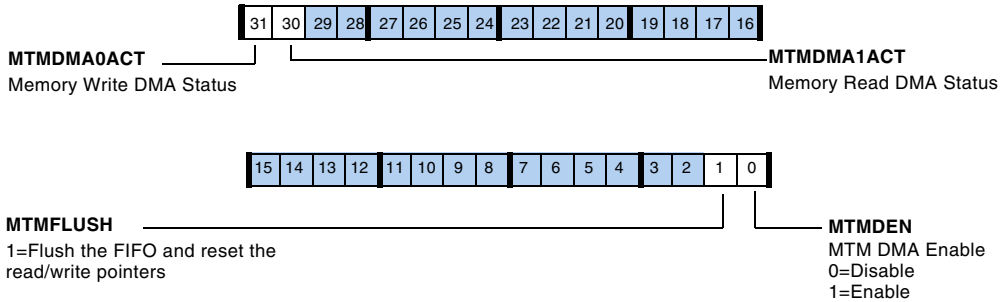 31 30 29 28 27 26 25 24 23 22 21 20 19 18 17 16
MTMDMA0ACT
Memory Write DMA Status
MTMDMA1ACT
Memory Read DMA Status
15 14 13 12 11 10 9 8 7 6 5 4 3 2 1 0
MTMFLUSH
1=Flush the FIFO and reset the
read/write pointers
MTMDEN
MTM DMA Enable
0=Disable
1=Enable